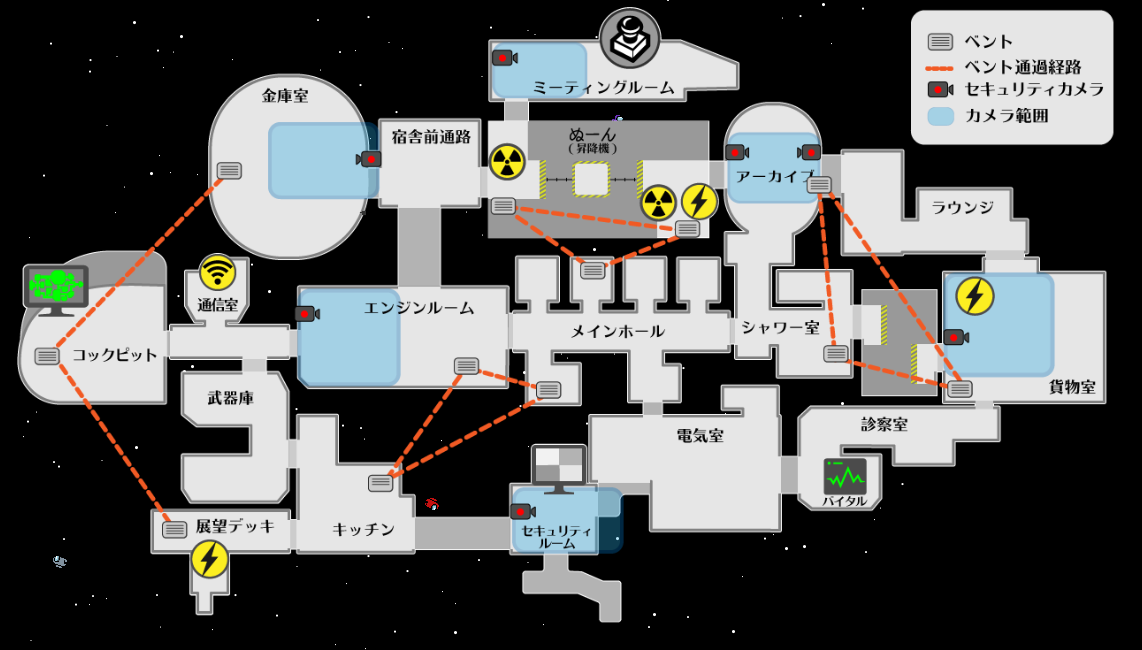 ベント
ベント通過経路
セキュリティカメラ
カメラ範囲
ミーティングルーム
金庫室
宿舎前通路
ぬーん
（昇降機）
アーカイブ
ラウンジ
通信室
エンジンルーム
メインホール
シャワー室
コックピット
貨物室
武器庫
診察室
電気室
バイタル
展望デッキ
キッチン
セキュリティ
ルーム